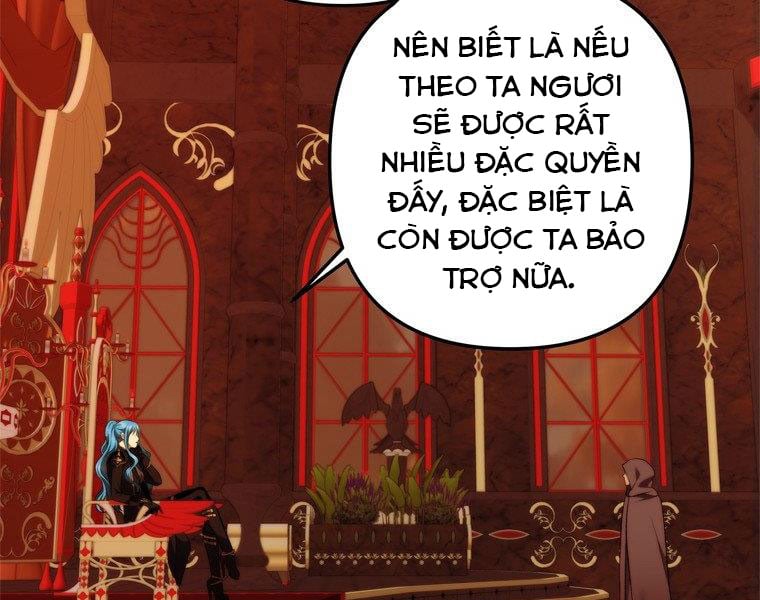 NÊN BIẾT LÀ NẾU
THEO TA NGƯƠI
SẼ ĐƯỢC RẤT
NHIỀU ĐẶC QUYỀN
ĐẤY, ĐẶC BIỆT LÀ
CÒN ĐƯỢC TA BẢO
TRỢ NỮA.